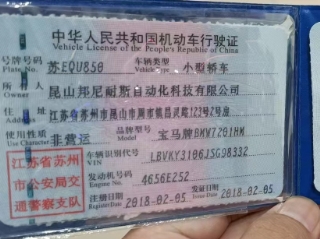 中华人民共和国机动车行驶证
Vehicle License of the People's Republic of China
号牌号码 苏EQU850 车辆类型 小型轿车
Plate No. Vehicle Type
所有人 昆山邦尼耐斯自动化科技有限公司
Owner
住址 江苏省苏州市昆山市周市镇昌灵路123号2号房
Address
使用性质 非营运 品牌型号 宝马牌BMW7201HM
Use Character Model
江苏省苏州
市公安局交
通警察支队
车辆识别代号 LBVKY3106JSG98332
VIN
发动机号码 4656E252
Engine No.
注册日期 2018-02-05 发证日期 2018-02-05
Register Date Issue Date